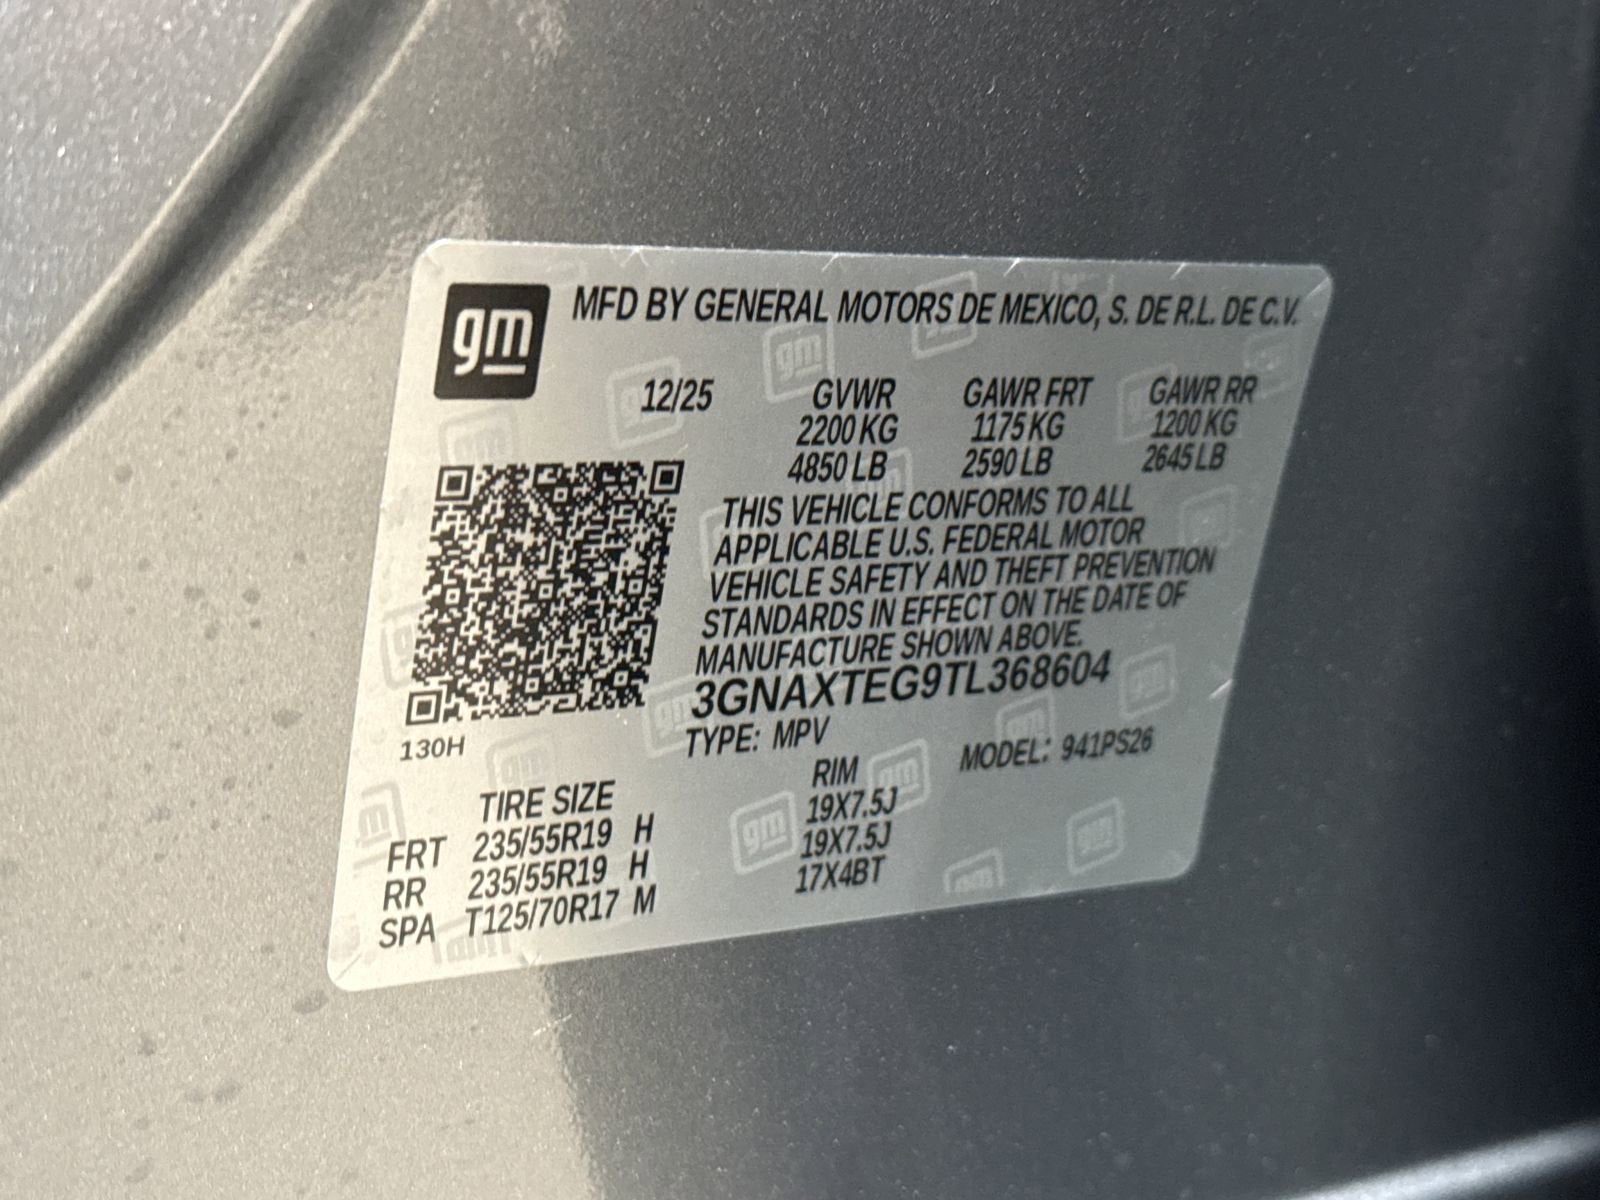 gm
MFD BY GENERAL MOTORS DE MEXICO, S. DE R.L. DE C.V.
12/25 GVWR GAWR FRT GAWR RR
2200 KG 1175 KG 1200 KG
4850 LB 2590 LB 2645 LB
THIS VEHICLE CONFORMS TO ALL
APPLICABLE U.S. FEDERAL MOTOR
VEHICLE SAFETY AND THEFT PREVENTION
STANDARDS IN EFFECT ON THE DATE OF
MANUFACTURE SHOWN ABOVE.
3GNAXTEG9TL368604
130H
TYPE: MPV MODEL: 941PS26
TIRE SIZE RIM
FRT 235/55R19 H 19X7.5J
RR 235/55R19 H 19X7.5J
SPA T125/70R17 M 17X4BT